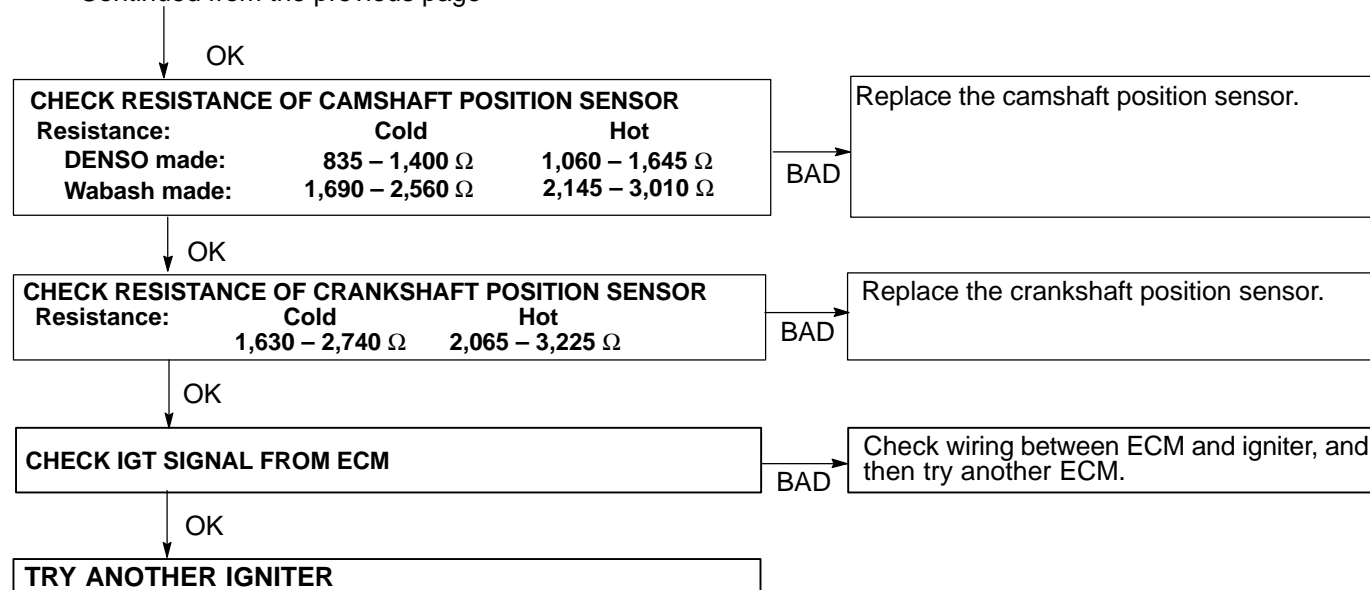 Continued from the previous page
OK
CHECK RESISTANCE OF CAMSHAFT POSITION SENSOR
Resistance: Cold Hot
DENSO made: 835 – 1,400 Ω 1,060 – 1,645 Ω
Wabash made: 1,690 – 2,560 Ω 2,145 – 3,010 Ω
BAD
Replace the camshaft position sensor.
OK
CHECK RESISTANCE OF CRANKSHAFT POSITION SENSOR
Resistance: Cold Hot
1,630 – 2,740 Ω 2,065 – 3,225 Ω
BAD
Replace the crankshaft position sensor.
OK
CHECK IGT SIGNAL FROM ECM
BAD
Check wiring between ECM and igniter, and
then try another ECM.
OK
TRY ANOTHER IGNITER